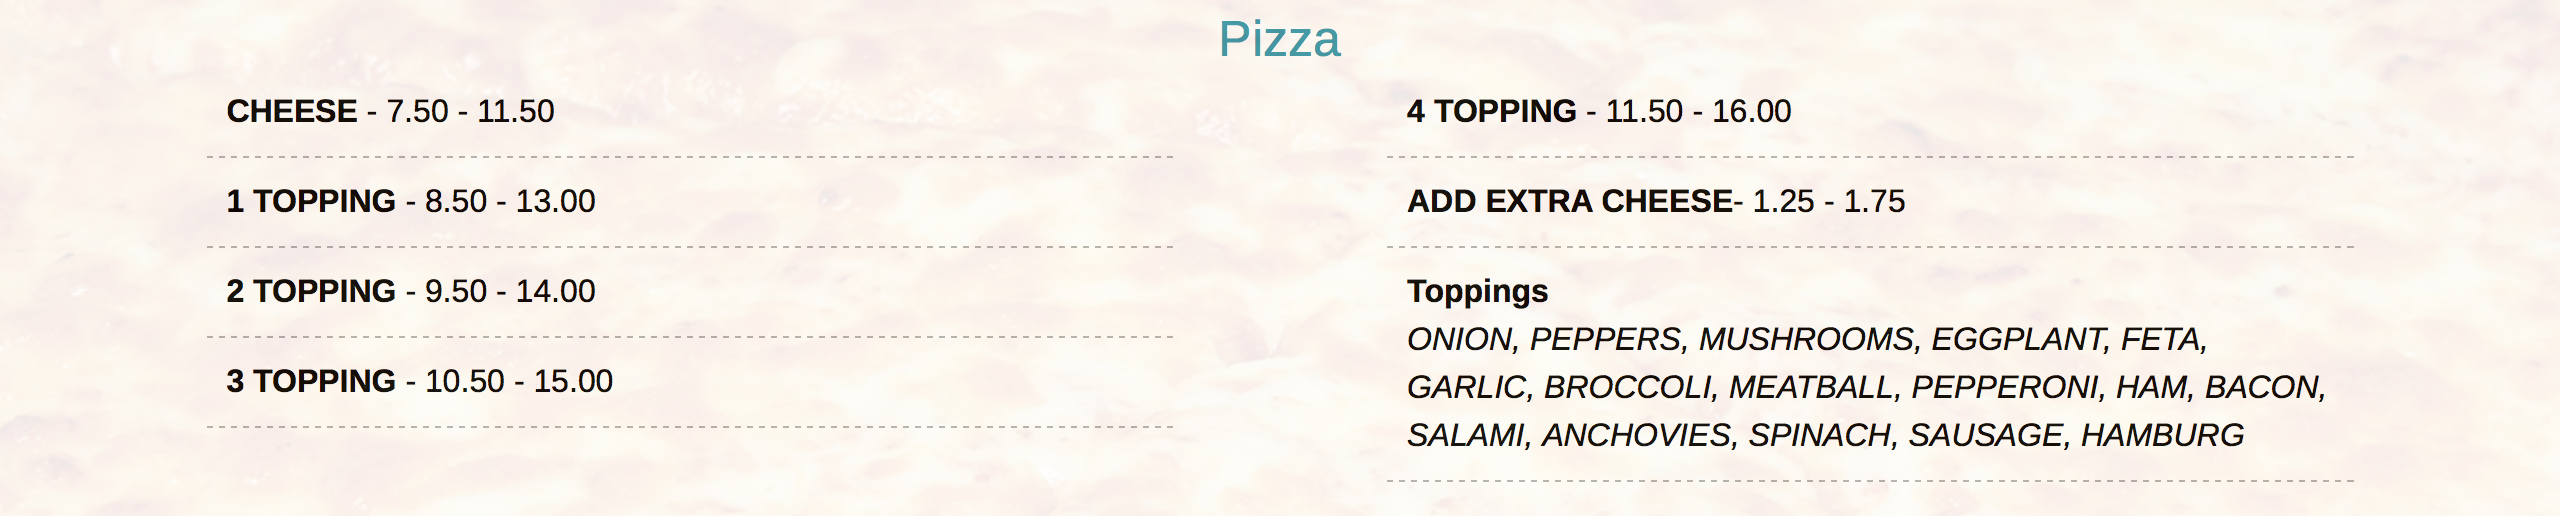 Pizza
CHEESE - 7.50 - 11.50
1 TOPPING - 8.50 - 13.00
2 TOPPING - 9.50 - 14.00
3 TOPPING - 10.50 - 15.00
4 TOPPING - 11.50 - 16.00
ADD EXTRA CHEESE- 1.25 - 1.75
Toppings
ONION, PEPPERS, MUSHROOMS, EGGPLANT, FETA,
GARLIC, BROCCOLI, MEATBALL, PEPPERONI, HAM, BACON,
SALAMI, ANCHOVIES, SPINACH, SAUSAGE, HAMBURG